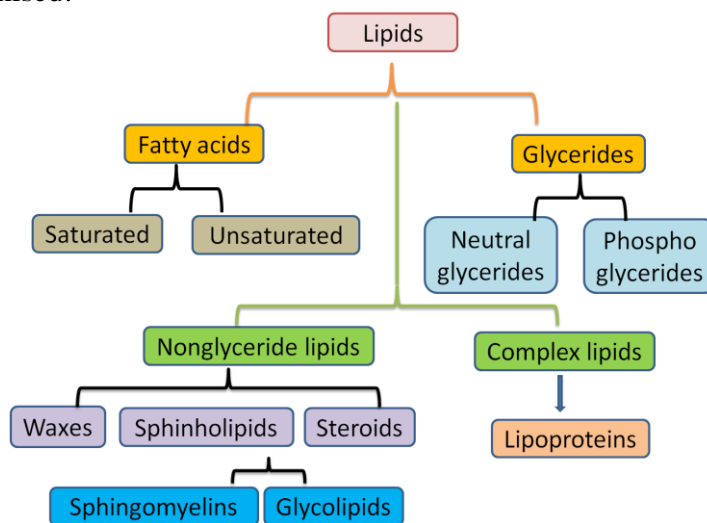 Lipids
Fatty acids
Glycerides
Saturated
Unsaturated
Neutral
glycerides
Phospho
glycerides
Nonglyceride lipids
Complex lipids
Waxes
Sphinholipids
Steroids
Lipoproteins
Sphingomyelins
Glycolipids